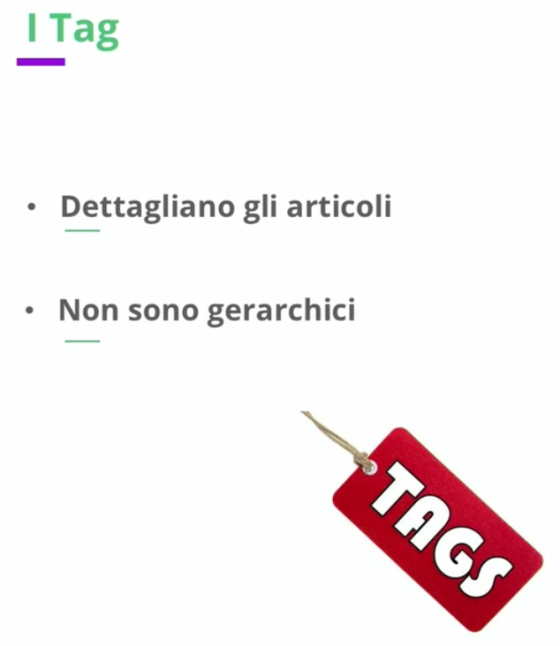 I Tag
• Dettagliano gli articoli
• Non sono gerarchici
TAGS